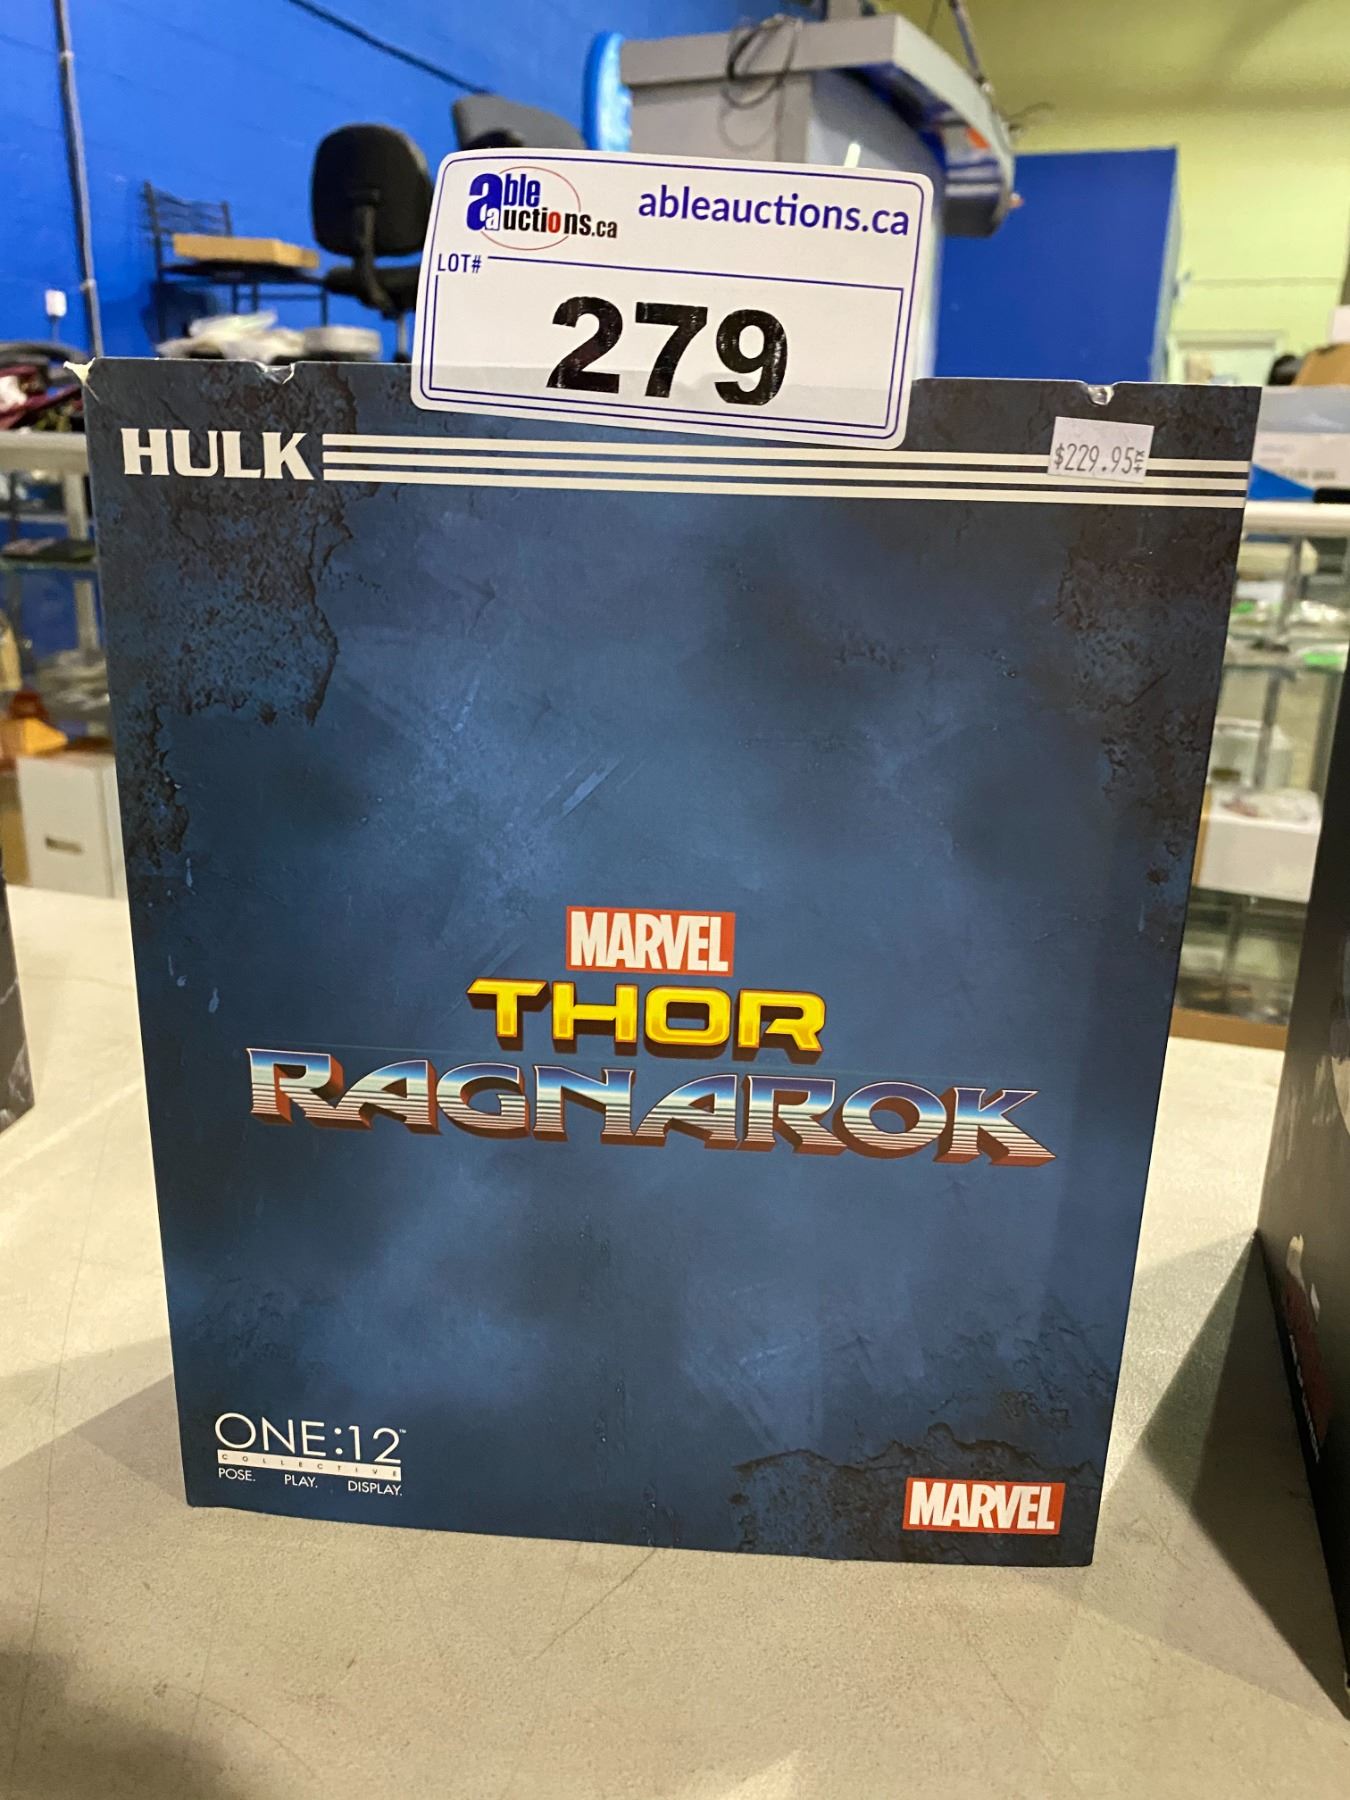 able
auctions.ca
ableauctions.ca
LOT#
279
HULK
$229.95
MARVEL
THOR
RAGNAROK
ONE:12™
COLLECTIVE
POSE. PLAY. DISPLAY.
MARVEL